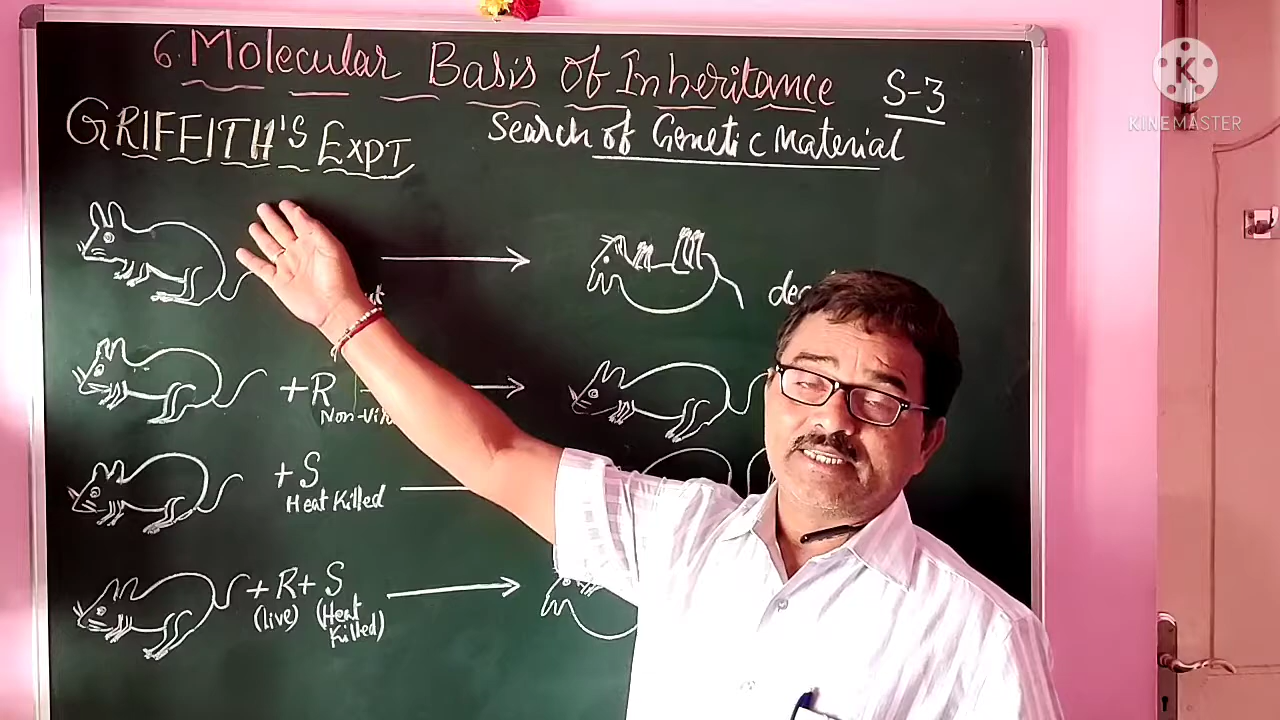 6. Molecular Basis of Inheritance S-3
GRIFFITH'S EXPT
Search of Genetic Material
+R
+S
Heat Killed
+R+S
(live) (Heat Killed)
K
KINEMASTER